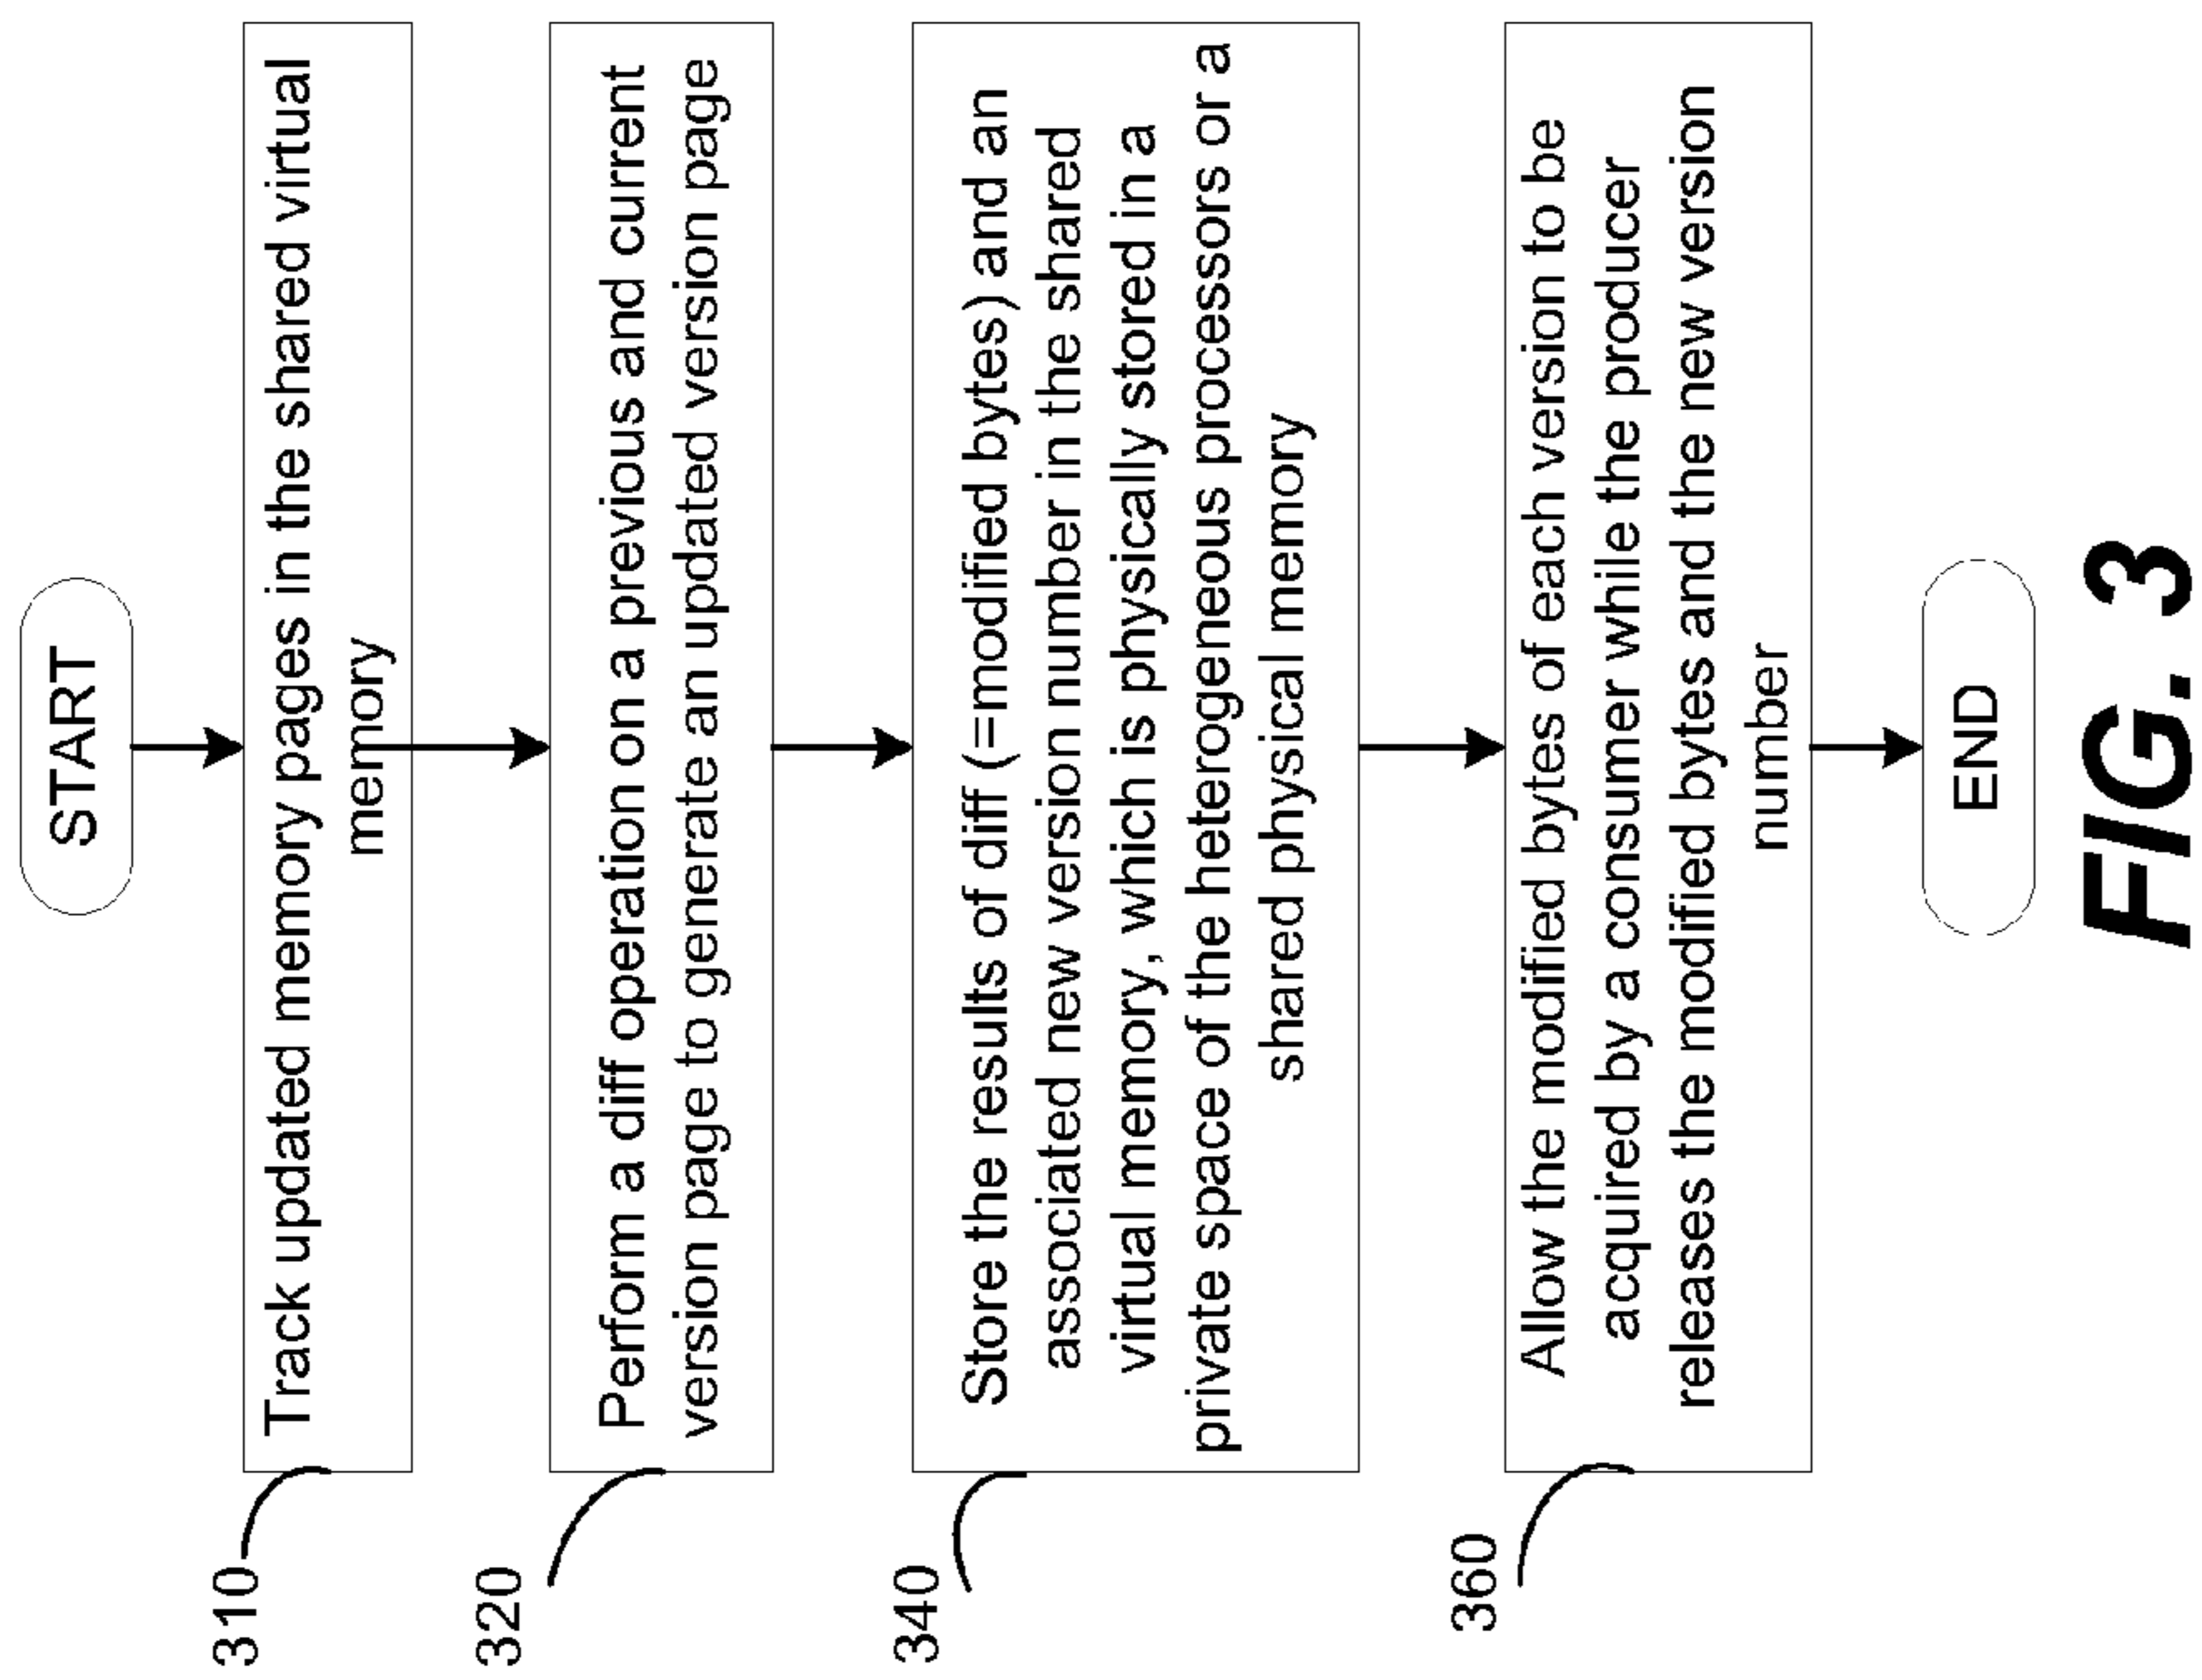 START
310
Track updated memory pages in the shared virtual
memory
320
Perform a diff operation on a previous and current
version page to generate an updated version page
340
Store the results of diff (=modified bytes) and an
associated new version number in the shared
virtual memory, which is physically stored in a
private space of the heterogeneous processors or a
shared physical memory
360
Allow the modified bytes of each version to be
acquired by a consumer while the producer
releases the modified bytes and the new version
number
END
FIG. 3